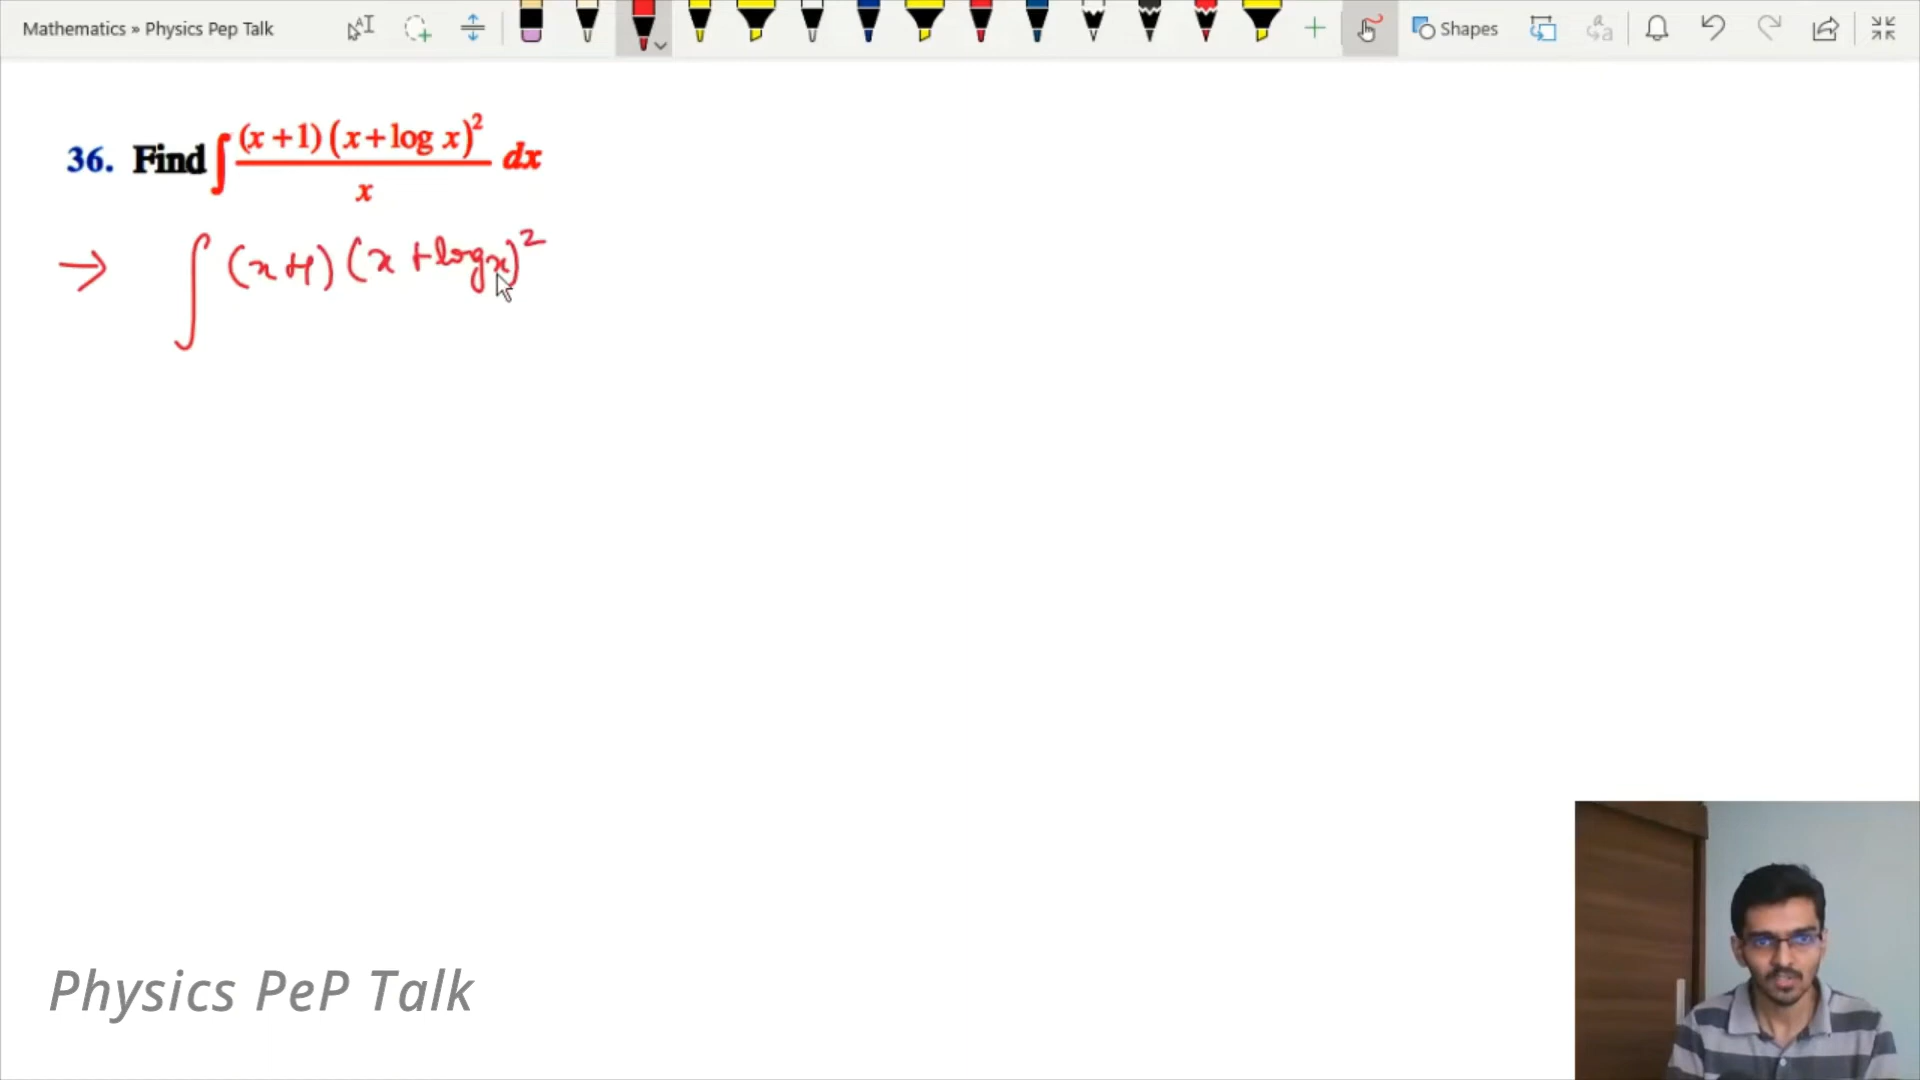 Mathematics » Physics Pep Talk
Shapes
36. Find ∫ (x+1)(x+log x)² / x dx
→ ∫ (x+1)(x+logx)²
Physics PeP Talk